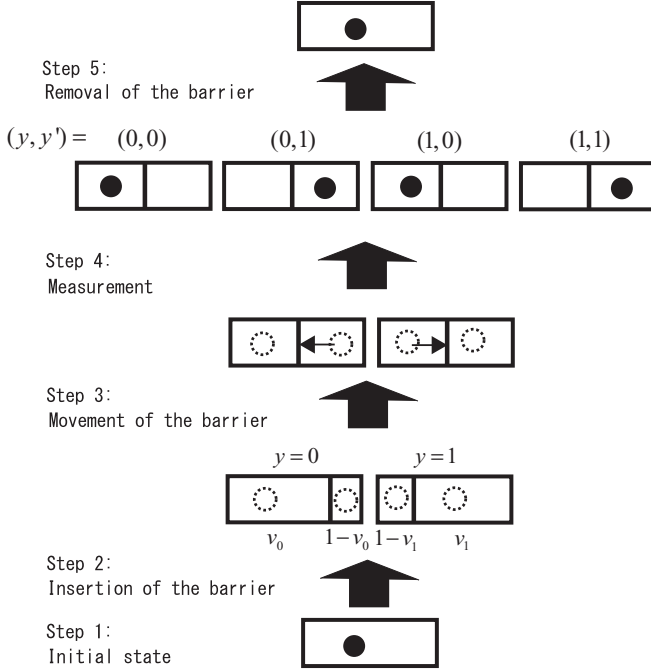 Step 5:
Removal of the barrier
(y, y') = (0,0) (0,1) (1,0) (1,1)
Step 4:
Measurement
Step 3:
Movement of the barrier
y = 0 y = 1
v₀ 1−v₀ 1−v₁ v₁
Step 2:
Insertion of the barrier
Step 1:
Initial state